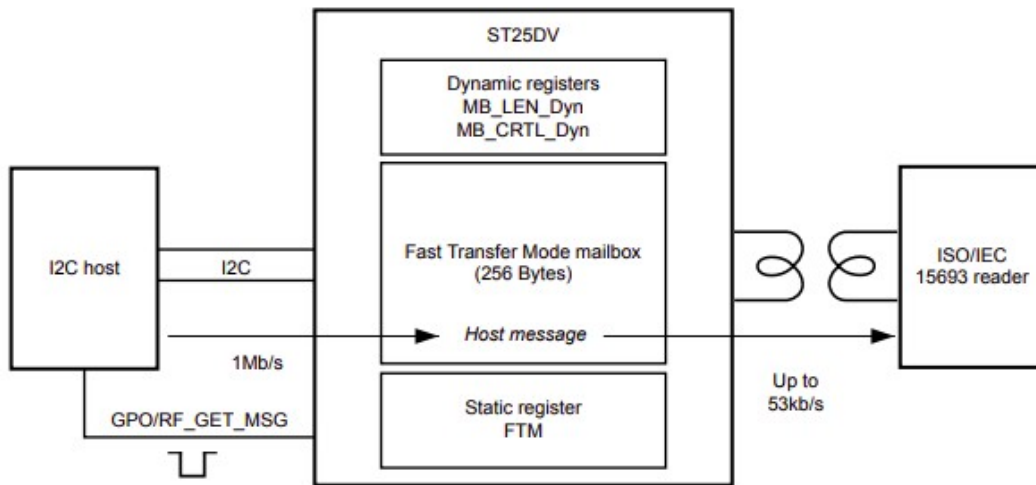 ST25DV
Dynamic registers
MB_LEN_Dyn
MB_CRTL_Dyn
I2C host
I2C
Fast Transfer Mode mailbox
(256 Bytes)
ISO/IEC
15693 reader
Host message
1Mb/s
Up to
53kb/s
GPO/RF_GET_MSG
Static register
FTM